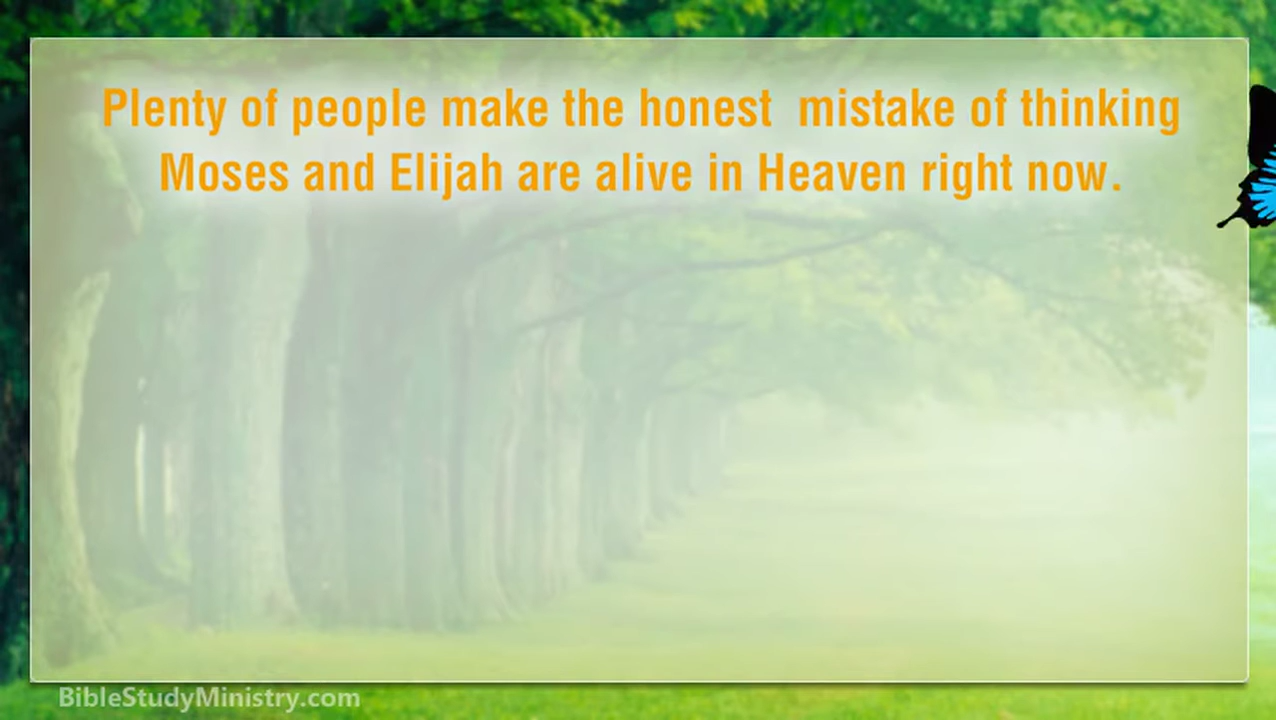 Plenty of people make the honest  mistake of thinking
Moses and Elijah are alive in Heaven right now.
BibleStudyMinistry.com